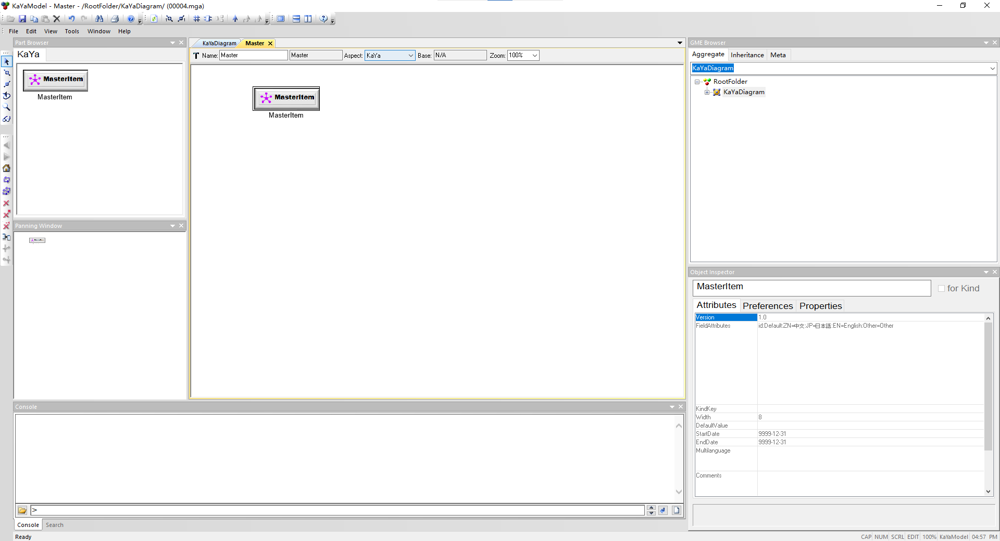 KaYaModel - Master - /RootFolder/KaYaDiagram/ (00004.mga)
File Edit View Tools Window Help
Part Browser
KaYa
MasterItem
MasterItem
Panning Window
KaYaDiagram Master
Name: Master Master Aspect: KaYa Base: N/A Zoom: 100%
MasterItem
MasterItem
Console
>
Console Search
Ready
GME Browser
Aggregate Inheritance Meta
KaYaDiagram
RootFolder
KaYaDiagram
Object Inspector
MasterItem for Kind
Attributes Preferences Properties
Version 1.0
FieldAttributes id:Default:ZN=中文:JP=日本語:EN=English:Other=Other
KindKey
Width 8
DefaultValue
StartDate 9999-12-31
EndDate 9999-12-31
Multilanguage
Comments
CAP NUM SCRL EDIT 100% KaYaModel 04:57 PM